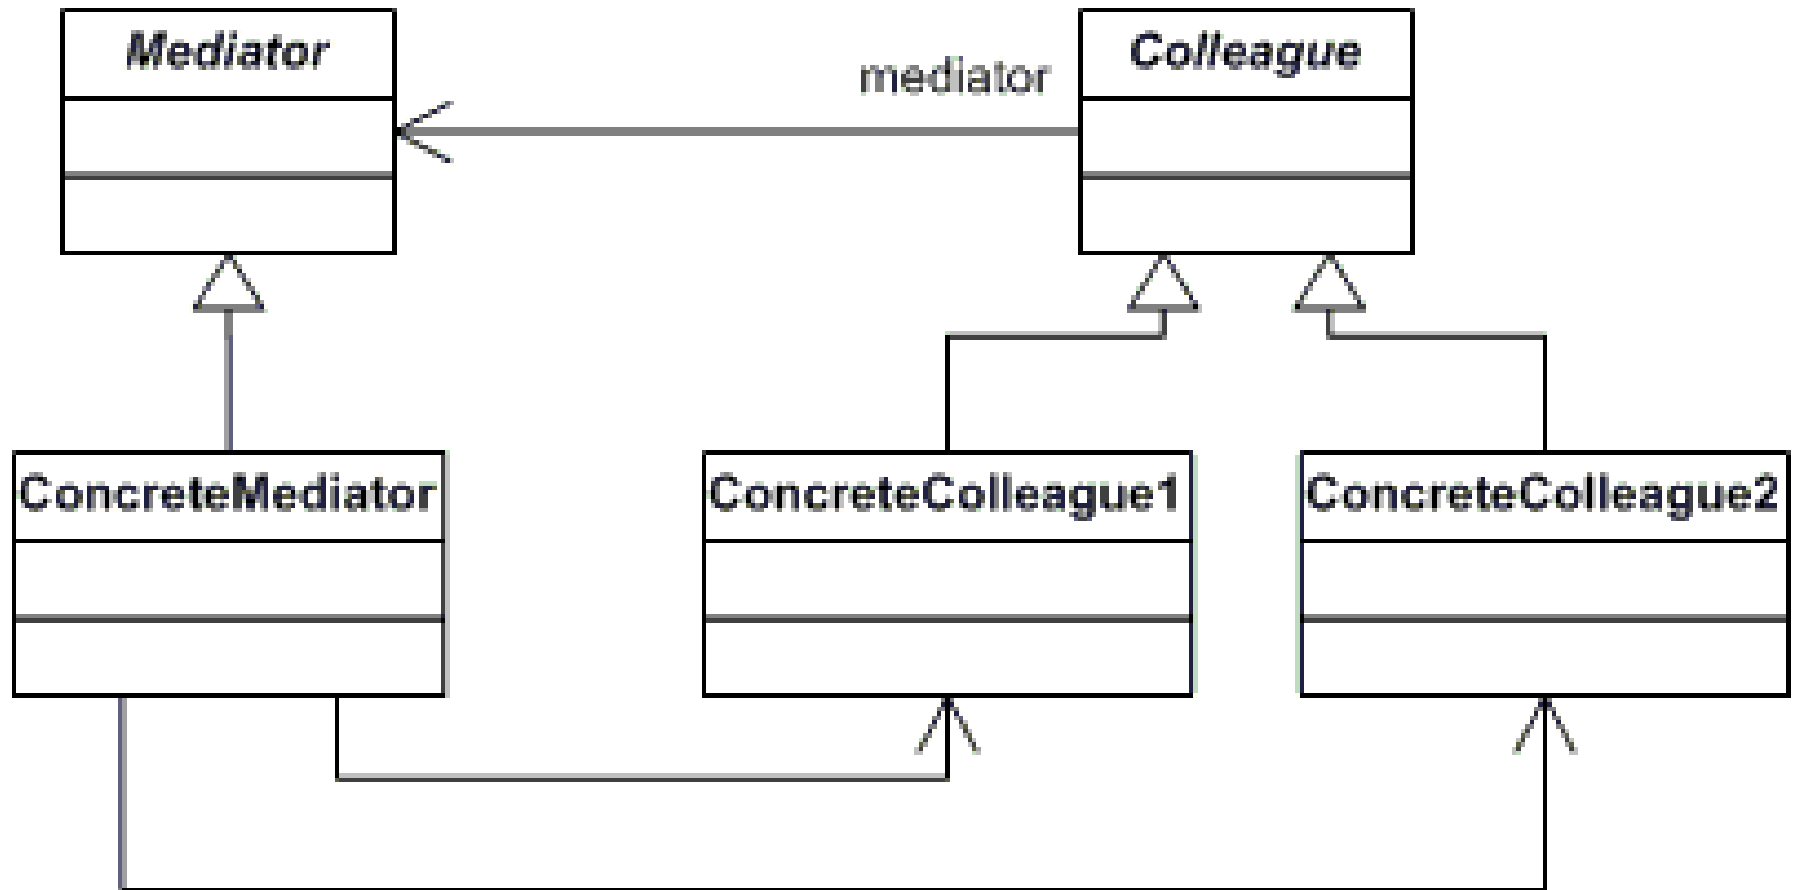 Mediator
mediator
Colleague
ConcreteMediator
ConcreteColleague1
ConcreteColleague2